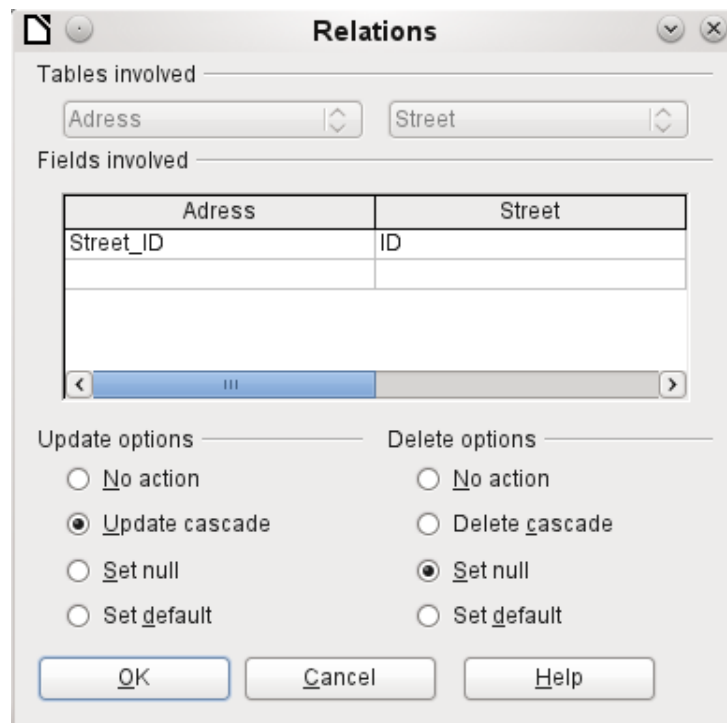 Relations
Tables involved
Adress Street
Fields involved
Adress Street
Street_ID ID
Update options Delete options
No action No action
Update cascade Delete cascade
Set null Set null
Set default Set default
OK Cancel Help